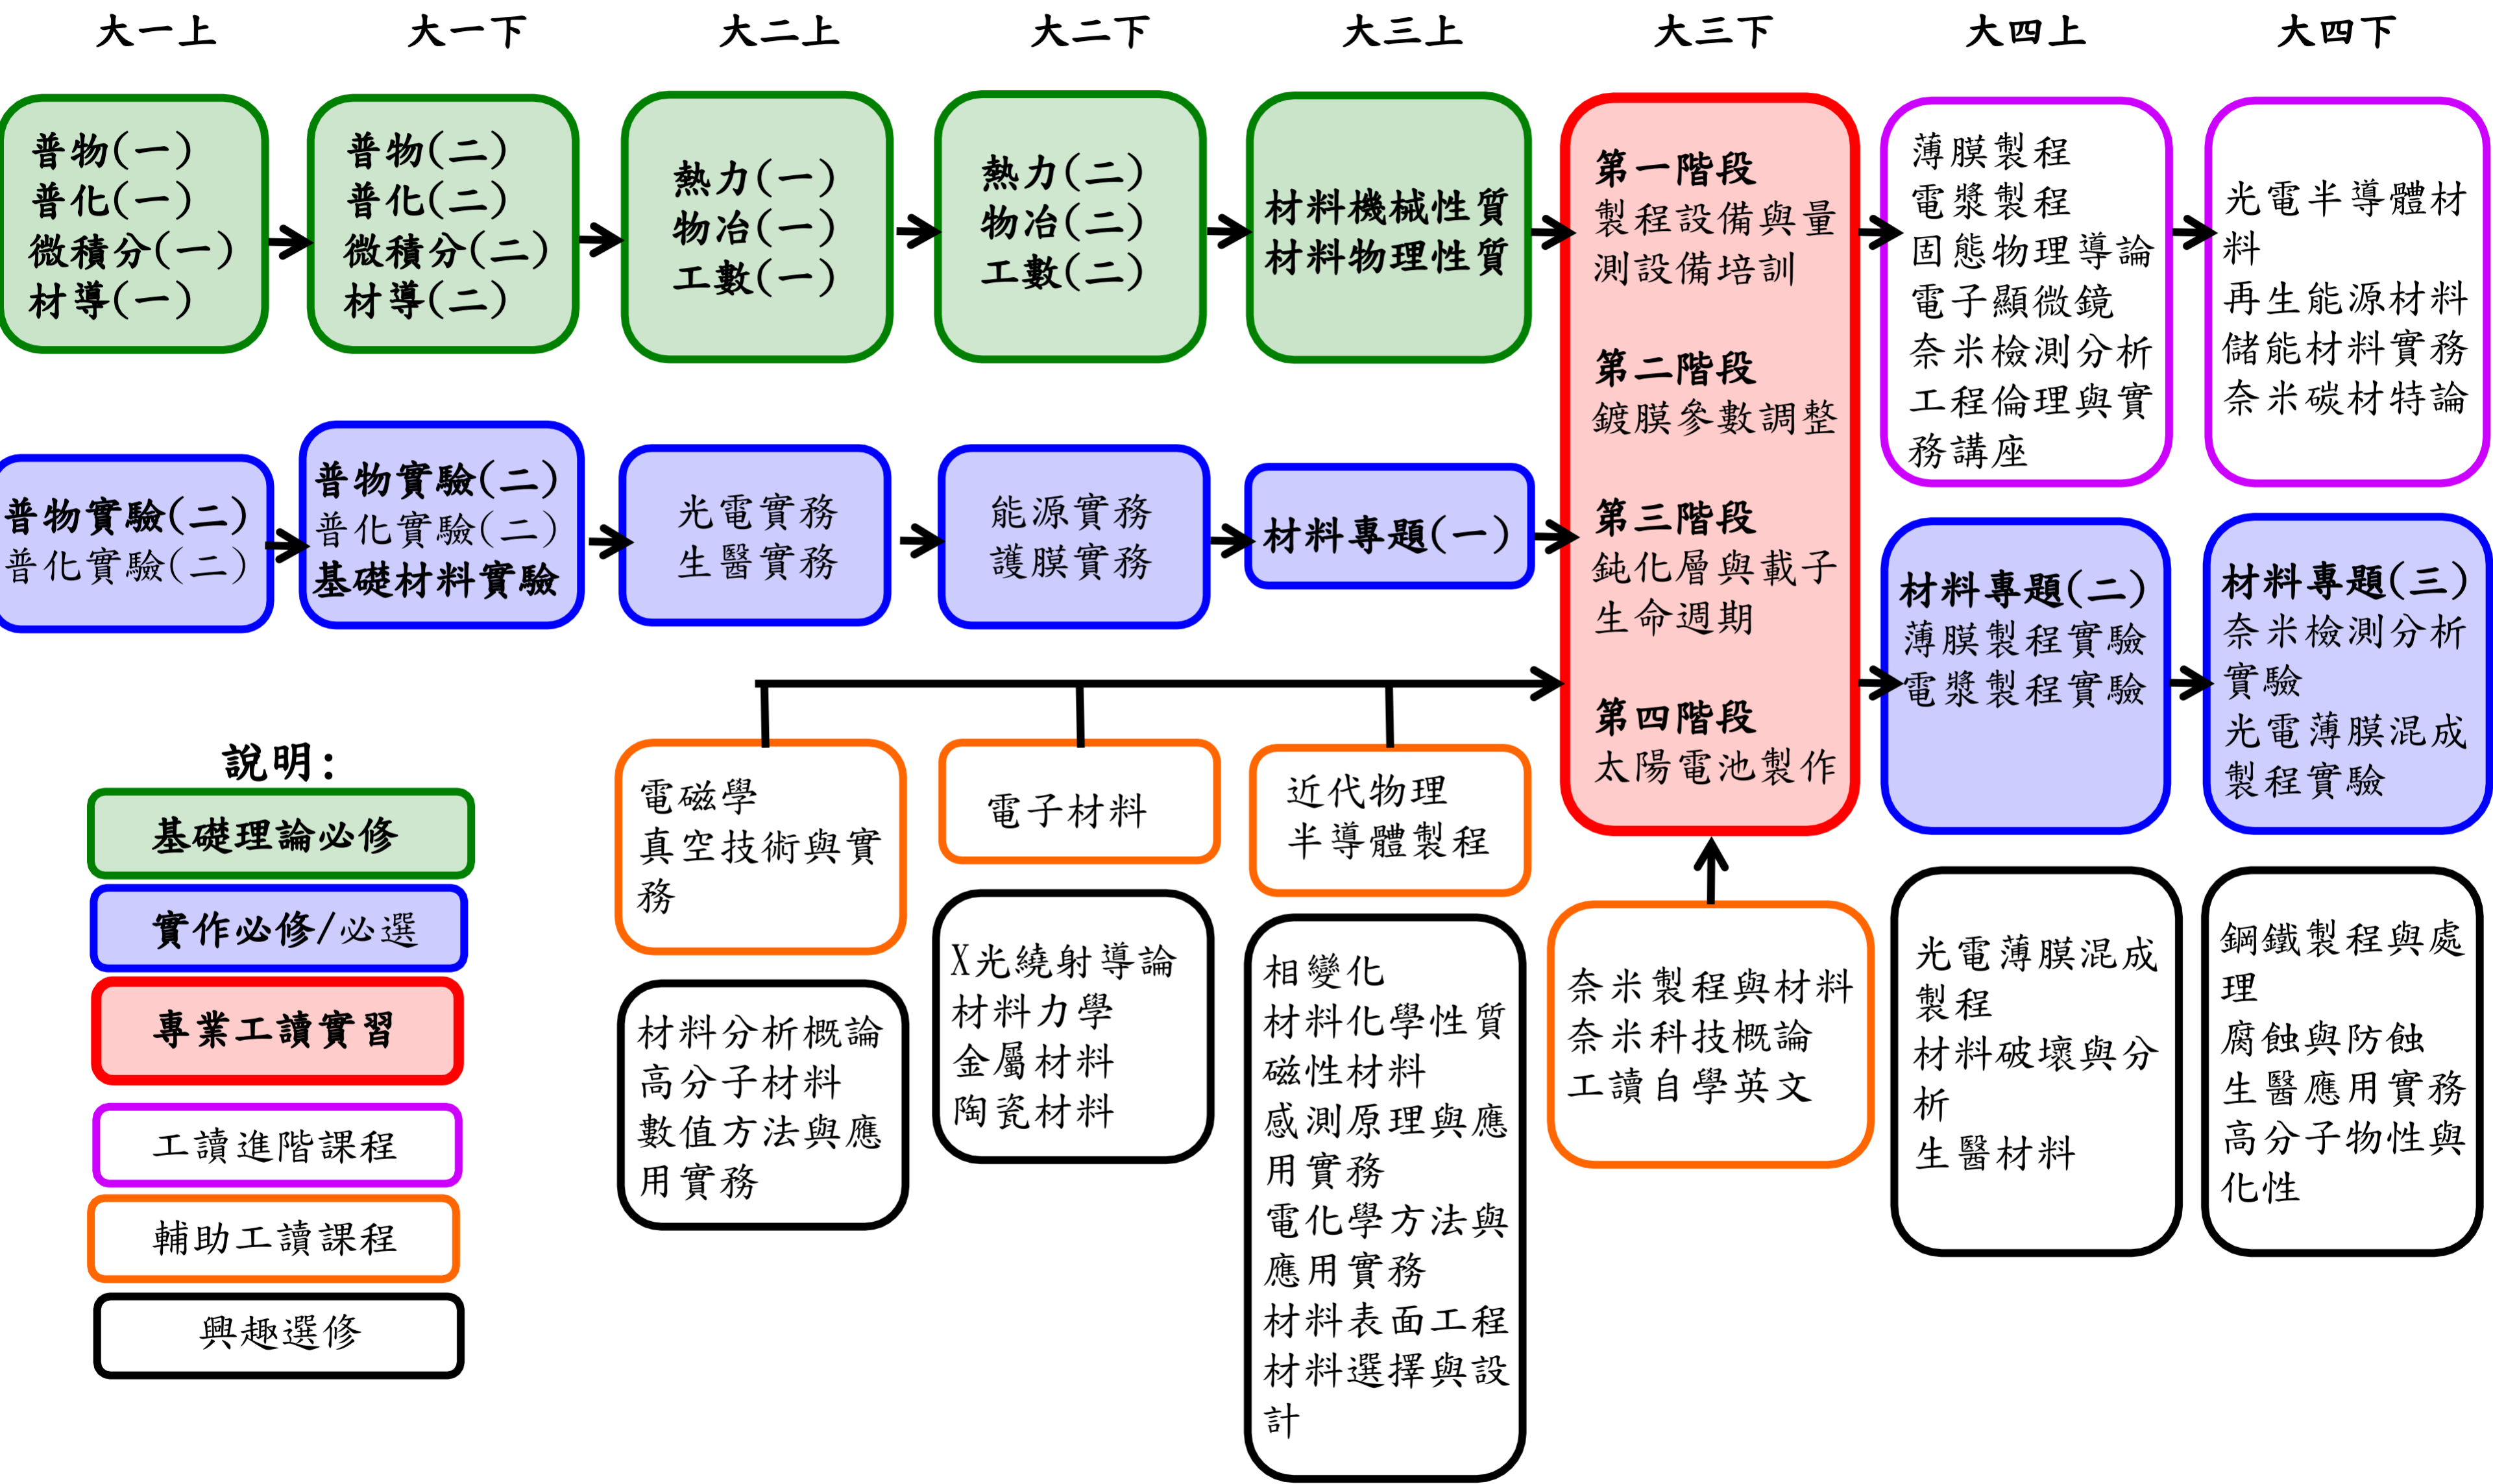 大一上
大一下
大二上
大二下
大三上
大三下
大四上
大四下
普物(一)
普化(一)
微積分(一)
材導(一)
普物(二)
普化(二)
微積分(二)
材導(二)
熱力(一)
物冶(一)
工數(一)
熱力(二)
物冶(二)
工數(二)
材料機械性質
材料物理性質
第一階段
製程設備與量
測設備培訓
第二階段
鍍膜參數調整
第三階段
鈍化層與載子
生命週期
第四階段
太陽電池製作
薄膜製程
電漿製程
固態物理導論
電子顯微鏡
奈米檢測分析
工程倫理與實
務講座
光電半導體材
料
再生能源材料
儲能材料實務
奈米碳材特論
普物實驗(二)
普化實驗(二)
普物實驗(二)
普化實驗(二)
基礎材料實驗
光電實務
生醫實務
能源實務
護膜實務
材料專題(一)
材料專題(二)
薄膜製程實驗
電漿製程實驗
材料專題(三)
奈米檢測分析
實驗
光電薄膜混成
製程實驗
電磁學
真空技術與實
務
電子材料
近代物理
半導體製程
奈米製程與材料
奈米科技概論
工讀自學英文
材料分析概論
高分子材料
數值方法與應
用實務
X光繞射導論
材料力學
金屬材料
陶瓷材料
相變化
材料化學性質
磁性材料
感測原理與應
用實務
電化學方法與
應用實務
材料表面工程
材料選擇與設
計
光電薄膜混成
製程
材料破壞與分
析
生醫材料
鋼鐵製程與處
理
腐蝕與防蝕
生醫應用實務
高分子物性與
化性
說明:
基礎理論必修
實作必修/必選
專業工讀實習
工讀進階課程
輔助工讀課程
興趣選修